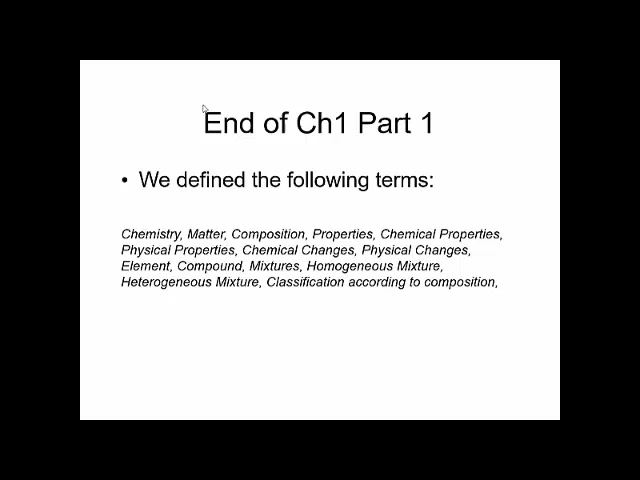 End of Ch1 Part 1
• We defined the following terms:
Chemistry, Matter, Composition, Properties, Chemical Properties,
Physical Properties, Chemical Changes, Physical Changes,
Element, Compound, Mixtures, Homogeneous Mixture,
Heterogeneous Mixture, Classification according to composition,